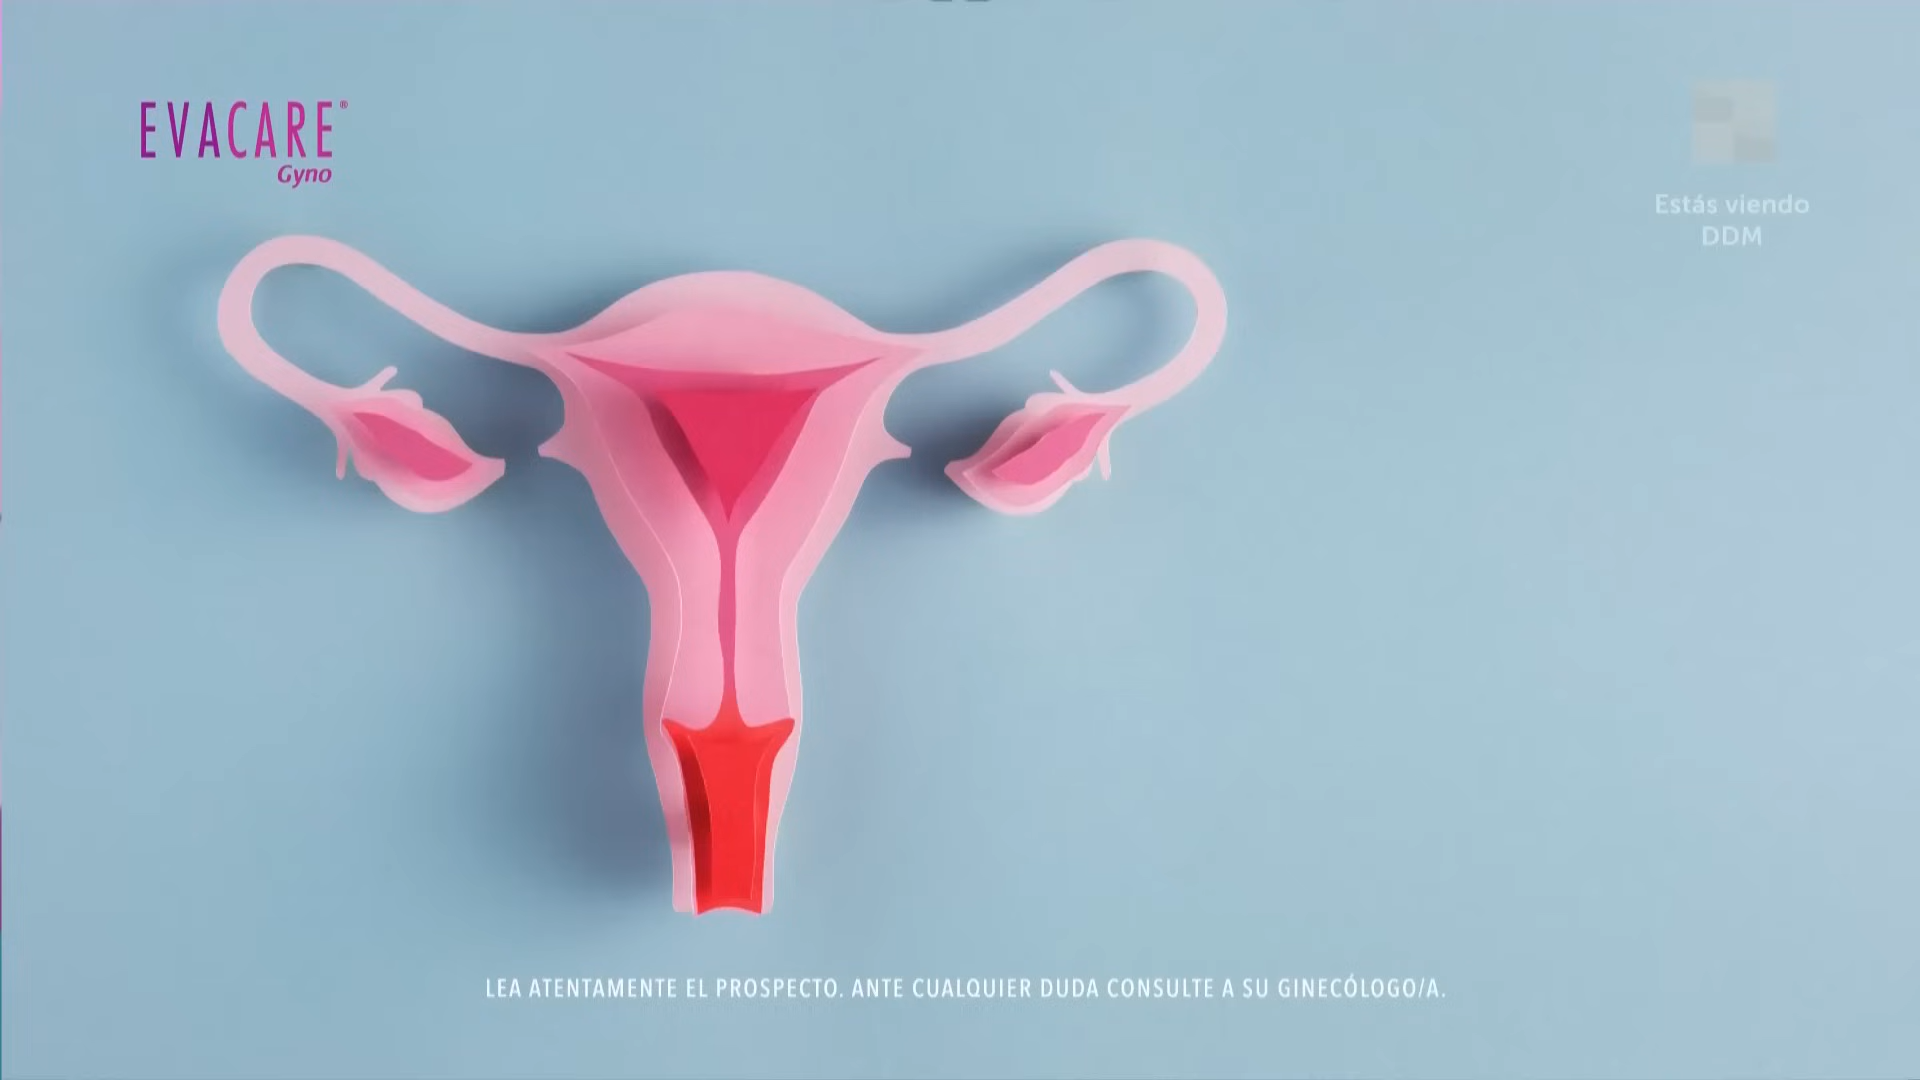 EVACARE®
Gyno
Estás viendo
DDM
LEA ATENTAMENTE EL PROSPECTO. ANTE CUALQUIER DUDA CONSULTE A SU GINECÓLOGO/A.